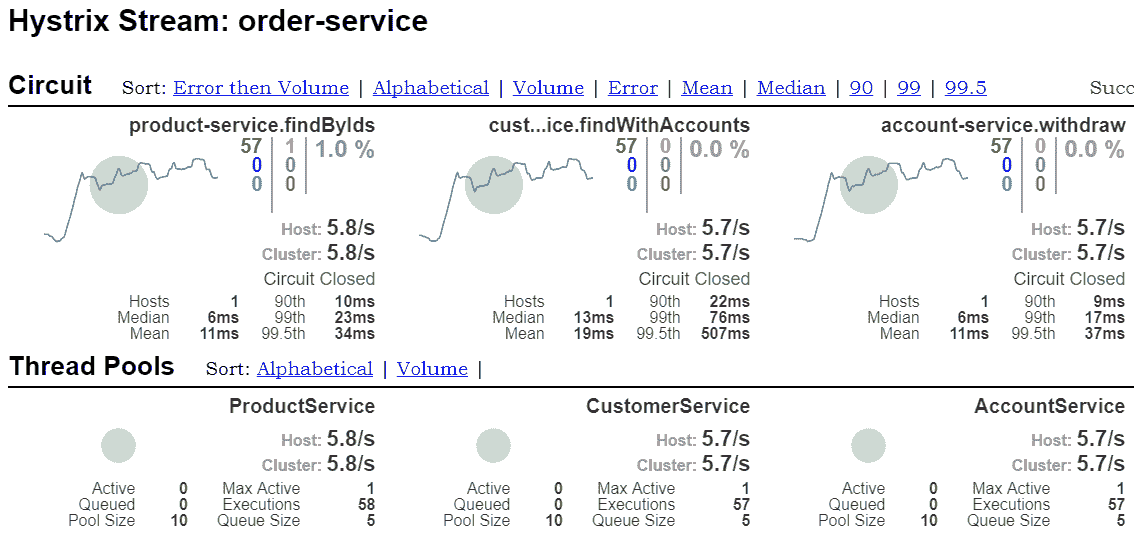 Hystrix Stream: order-service
Circuit Sort: Error then Volume | Alphabetical | Volume | Error | Mean | Median | 90 | 99 | 99.5 Succ
product-service.findByIds cust...ice.findWithAccounts account-service.withdraw
57 1 1.0 % 57 0 0.0 % 57 0 0.0 %
0 0 0 0 0 0
0 0 0 0 0 0
Host: 5.8/s Host: 5.7/s Host: 5.7/s
Cluster: 5.8/s Cluster: 5.7/s Cluster: 5.7/s
Circuit Closed Circuit Closed Circuit Closed
Hosts 1 90th 10ms Hosts 1 90th 22ms Hosts 1 90th 9ms
Median 6ms 99th 23ms Median 13ms 99th 76ms Median 6ms 99th 17ms
Mean 11ms 99.5th 34ms Mean 19ms 99.5th 507ms Mean 11ms 99.5th 37ms
Thread Pools Sort: Alphabetical | Volume |
ProductService CustomerService AccountService
Host: 5.8/s Host: 5.7/s Host: 5.7/s
Cluster: 5.8/s Cluster: 5.7/s Cluster: 5.7/s
Active 0 Max Active 1 Active 0 Max Active 1 Active 0 Max Active 1
Queued 0 Executions 58 Queued 0 Executions 57 Queued 0 Executions 57
Pool Size 10 Queue Size 5 Pool Size 10 Queue Size 5 Pool Size 10 Queue Size 5